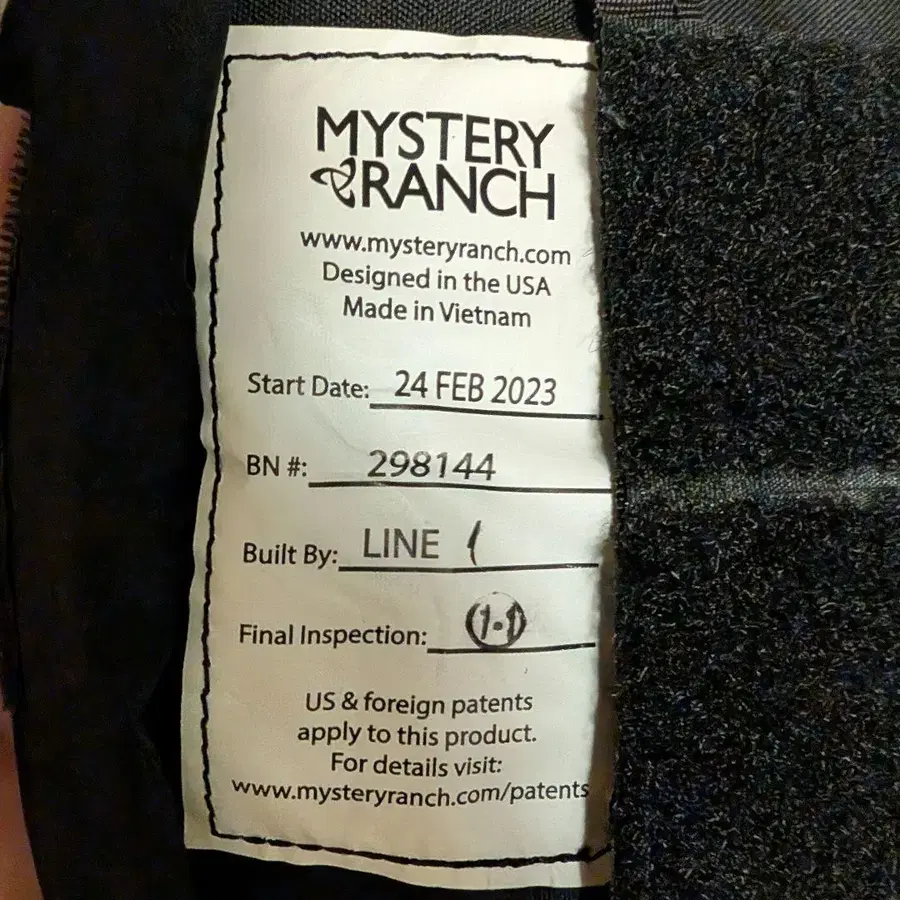 MYSTERY
RANCH
www.mysteryranch.com
Designed in the USA
Made in Vietnam
Start Date: 24 FEB 2023
BN #: 298144
Built By: LINE 1
Final Inspection: 1-1
US & foreign patents
apply to this product.
For details visit:
www.mysteryranch.com/patents